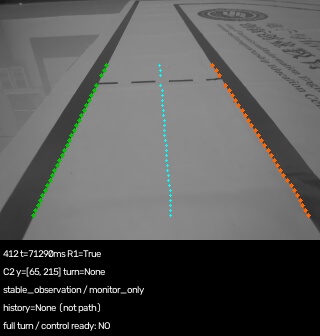 412 t=71290ms R1=True
C2 y=[65, 215] turn=None
stable_observation / monitor_only
history=None (not path)
full turn / control ready: NO